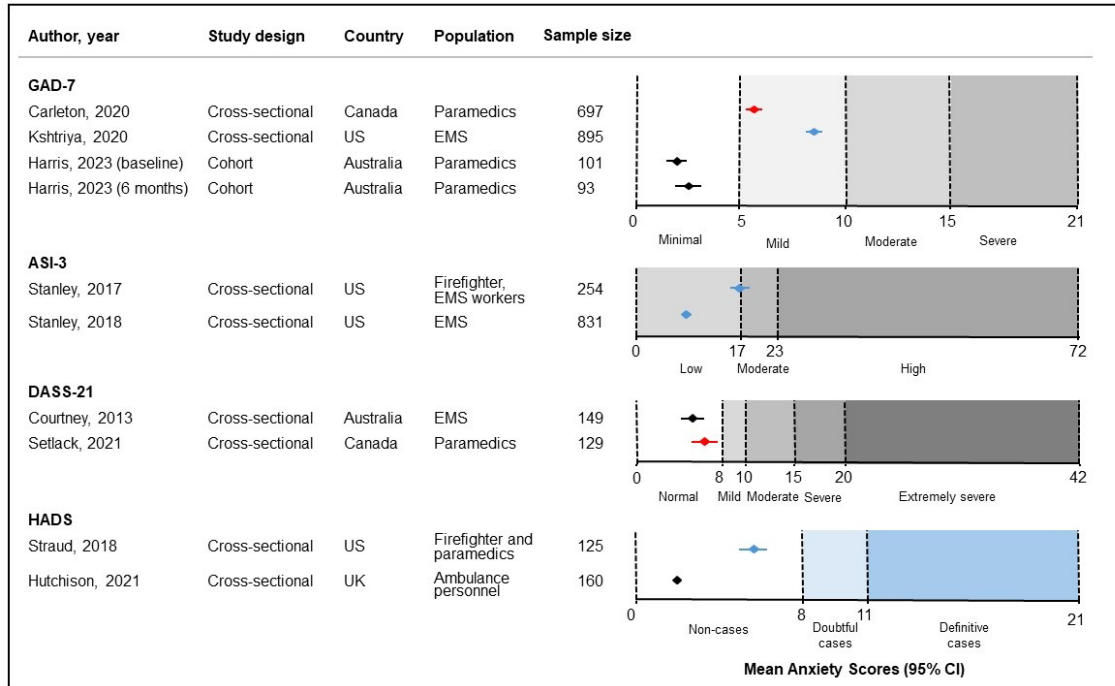 Author, year Study design Country Population Sample size
GAD-7
Carleton, 2020 Cross-sectional Canada Paramedics 697
Kshtriya, 2020 Cross-sectional US EMS 895
Harris, 2023 (baseline) Cohort Australia Paramedics 101
Harris, 2023 (6 months) Cohort Australia Paramedics 93
0 5 10 15 21
Minimal Mild Moderate Severe
ASI-3
Stanley, 2017 Cross-sectional US Firefighter, EMS workers 254
Stanley, 2018 Cross-sectional US EMS 831
0 17 23 72
Low Moderate High
DASS-21
Courtney, 2013 Cross-sectional Australia EMS 149
Setlack, 2021 Cross-sectional Canada Paramedics 129
0 8 10 15 20 42
Normal Mild Moderate Severe Extremely severe
HADS
Straud, 2018 Cross-sectional US Firefighter and paramedics 125
Hutchison, 2021 Cross-sectional UK Ambulance personnel 160
0 8 11 21
Non-cases Doubtful cases Definitive cases
Mean Anxiety Scores (95% CI)